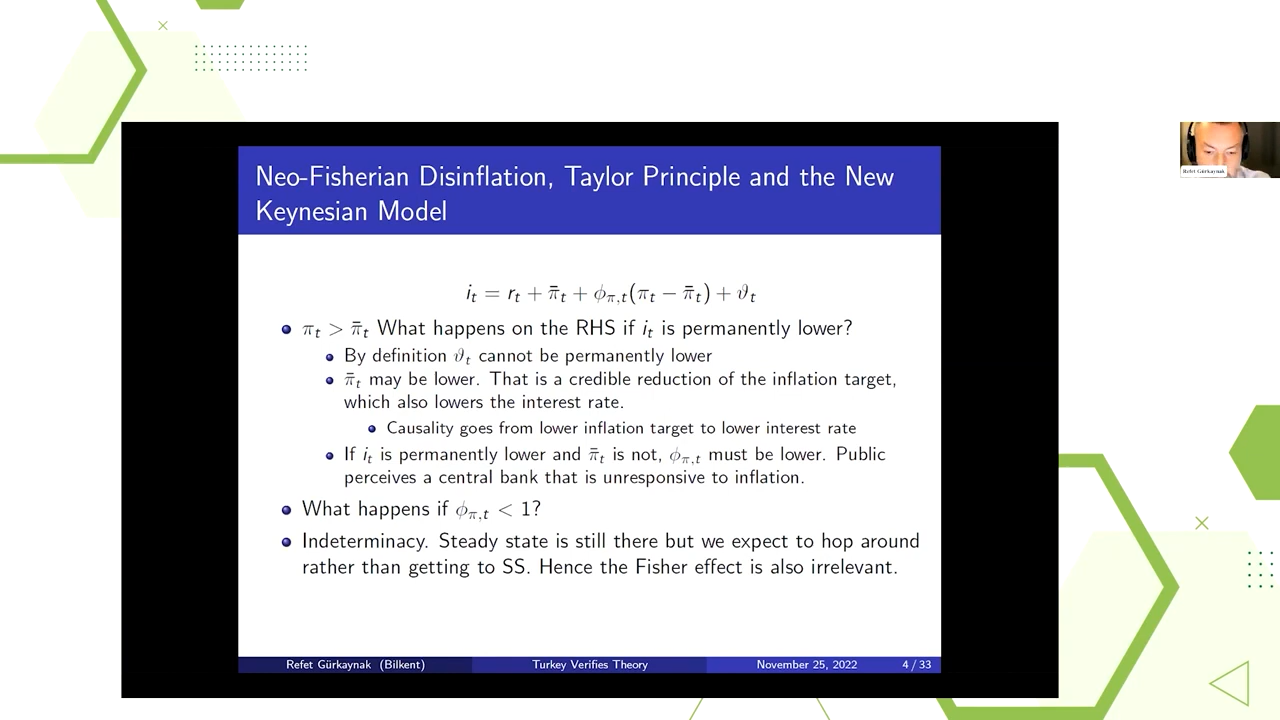 Neo-Fisherian Disinflation, Taylor Principle and the New
Keynesian Model
i_t = r_t + π̄_t + ϕ_{π,t}(π_t − π̄_t) + ϑ_t
π_t > π̄_t What happens on the RHS if i_t is permanently lower?
By definition ϑ_t cannot be permanently lower
π̄_t may be lower. That is a credible reduction of the inflation target,
which also lowers the interest rate.
Causality goes from lower inflation target to lower interest rate
If i_t is permanently lower and π̄_t is not, ϕ_{π,t} must be lower. Public
perceives a central bank that is unresponsive to inflation.
What happens if ϕ_{π,t} < 1?
Indeterminacy. Steady state is still there but we expect to hop around
rather than getting to SS. Hence the Fisher effect is also irrelevant.
Refet Gürkaynak (Bilkent) Turkey Verifies Theory November 25, 2022 4 / 33
Refet Gürkaynak